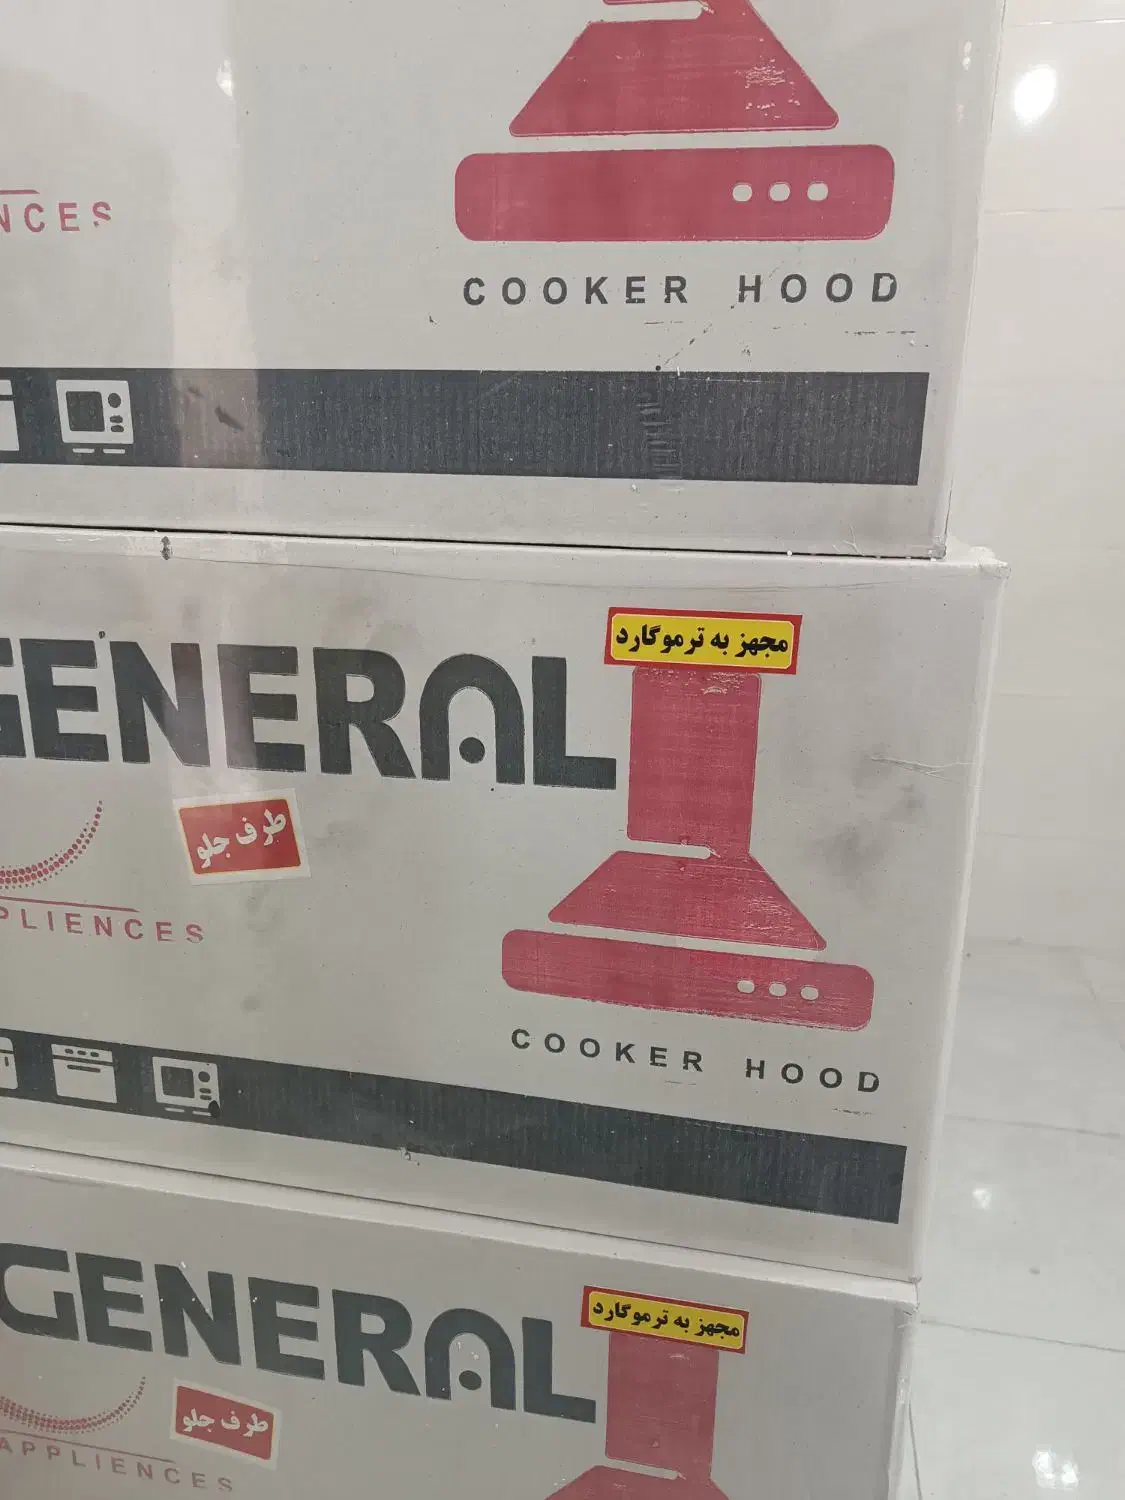 NCES
COOKER HOOD
GENERAL
مجهز به ترموگارد
طرف جلو
PLIENCES
COOKER HOOD
GENERAL
مجهز به ترموگارد
طرف جلو
APPLIENCES